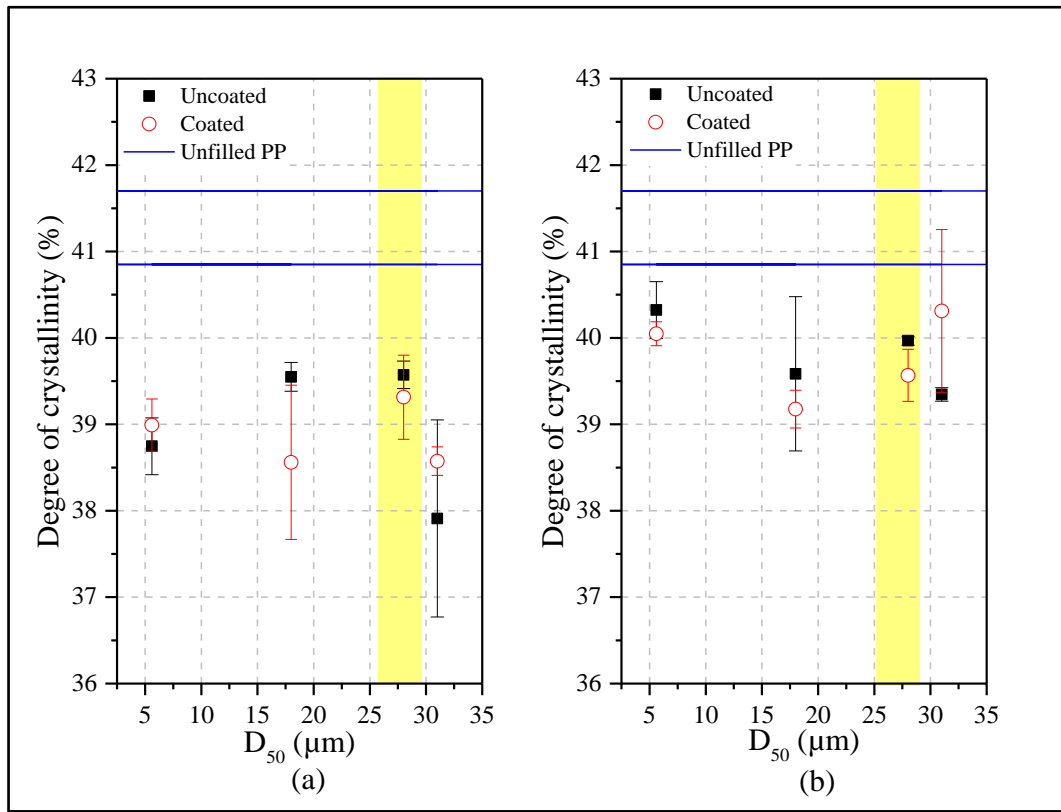 Degree of crystallinity (%)
43
42
41
40
39
38
37
36
Uncoated
Coated
Unfilled PP
5 10 15 20 25 30 35
D50 (µm)
(a)
Degree of crystallinity (%)
43
42
41
40
39
38
37
36
Uncoated
Coated
Unfilled PP
5 10 15 20 25 30 35
D50 (µm)
(b)